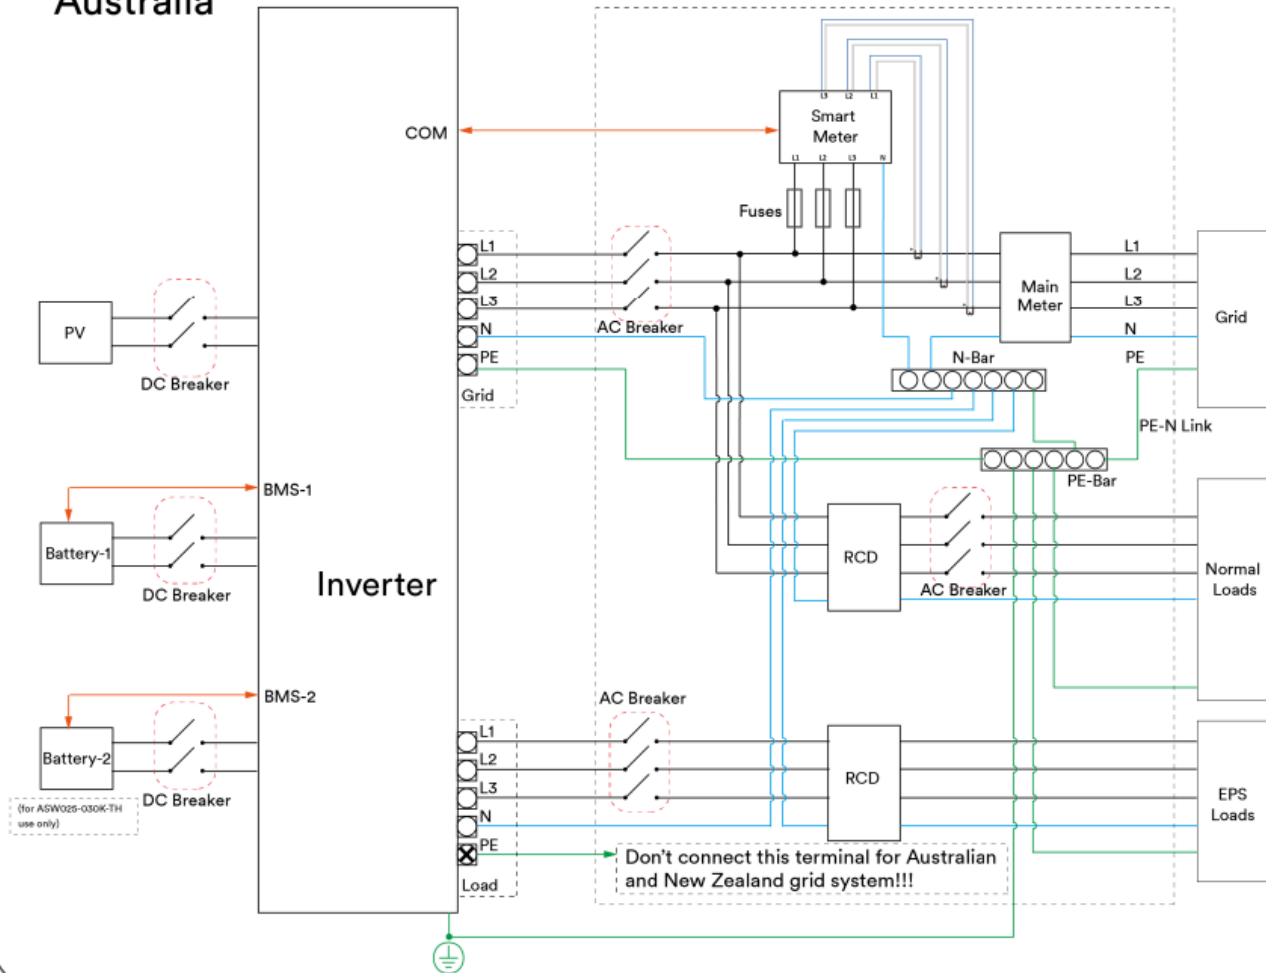 Australia
L3 L2 L1
Smart
Meter
COM
L1 L2 L3 N
Fuses
L1
L2
L3
N
PE
Grid
AC Breaker
Main
Meter
L1
L2
L3
N
PE
Grid
PV
DC Breaker
N-Bar
PE-N Link
PE-Bar
BMS-1
Battery-1
DC Breaker
Inverter
RCD
AC Breaker
Normal
Loads
BMS-2
Battery-2
DC Breaker
(for ASW025-030K-TH
use only)
AC Breaker
L1
L2
L3
N
PE
Load
RCD
EPS
Loads
Don't connect this terminal for Australian
and New Zealand grid system!!!